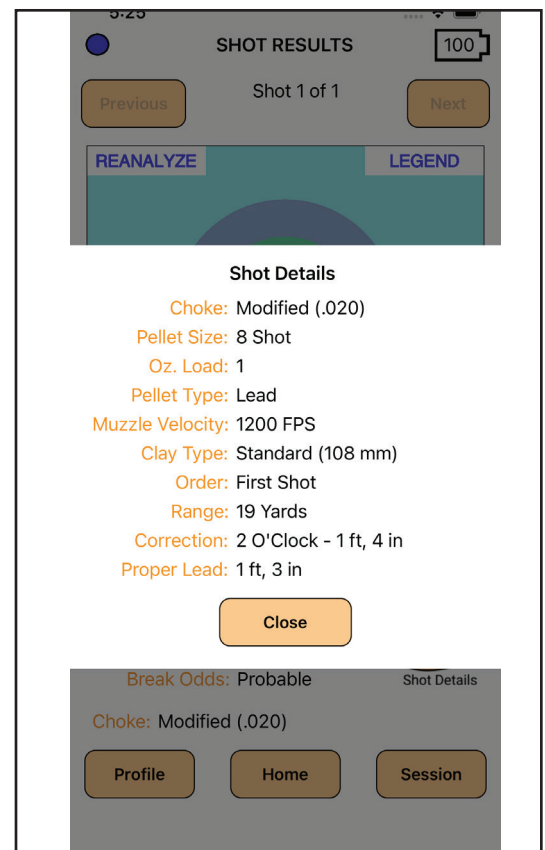 5:25
SHOT RESULTS
100
Previous
Shot 1 of 1
Next
REANALYZE
LEGEND
Shot Details
Choke: Modified (.020)
Pellet Size: 8 Shot
Oz. Load: 1
Pellet Type: Lead
Muzzle Velocity: 1200 FPS
Clay Type: Standard (108 mm)
Order: First Shot
Range: 19 Yards
Correction: 2 O'Clock - 1 ft, 4 in
Proper Lead: 1 ft, 3 in
Close
Break Odds: Probable
Shot Details
Choke: Modified (.020)
Profile
Home
Session